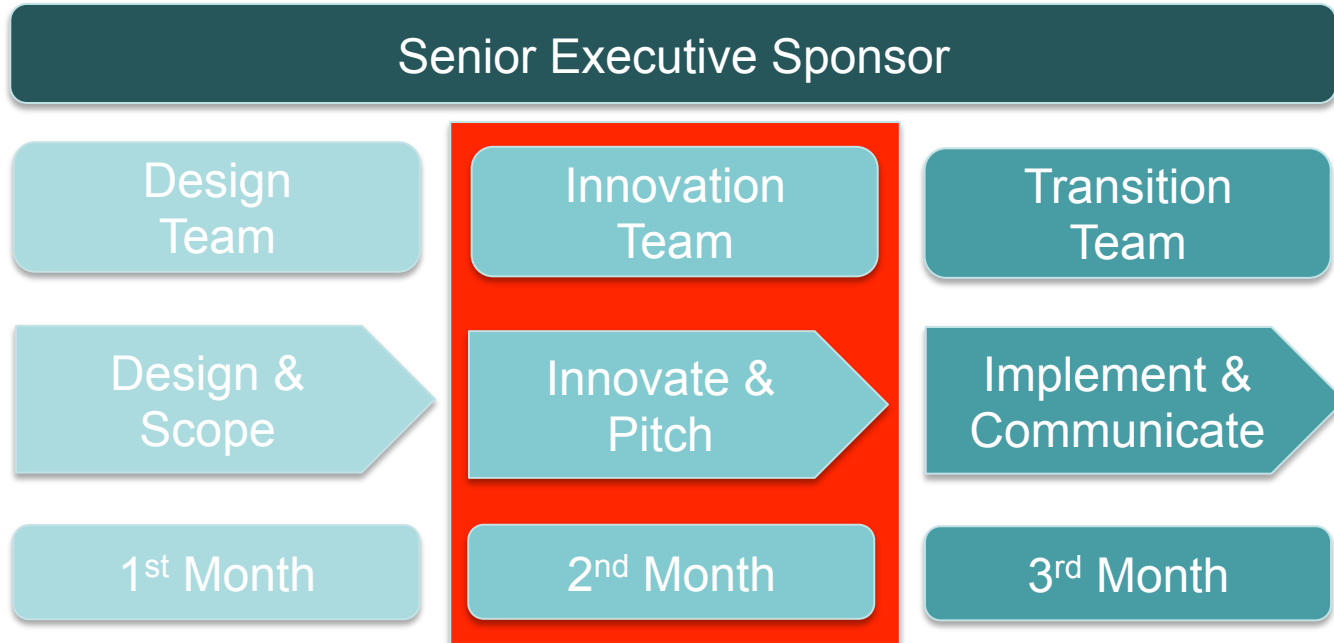 Senior Executive Sponsor
Design
Team
Innovation
Team
Transition
Team
Design &
Scope
Innovate &
Pitch
Implement &
Communicate
1st Month
2nd Month
3rd Month